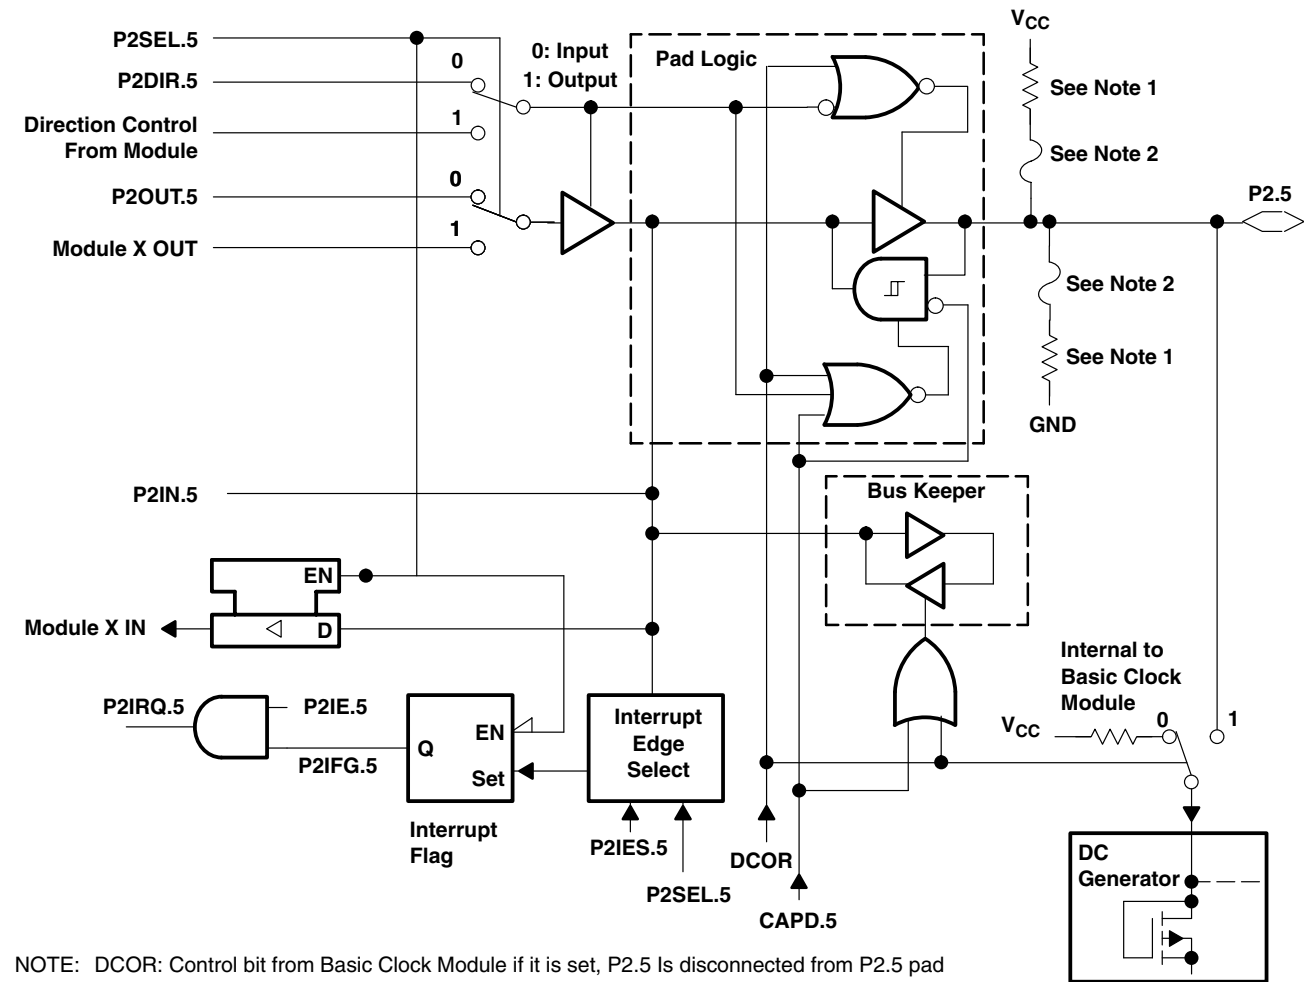 P2SEL.5
P2DIR.5
Direction Control
From Module
P2OUT.5
Module X OUT
0
1
0
1
0: Input
1: Output
Pad Logic
VCC
See Note 1
See Note 2
P2.5
See Note 2
See Note 1
GND
P2IN.5
Bus Keeper
EN
D
Module X IN
Internal to
Basic Clock
Module
VCC
0
1
P2IRQ.5
P2IE.5
P2IFG.5
EN
Q
Set
Interrupt
Flag
Interrupt
Edge
Select
P2IES.5
P2SEL.5
DCOR
CAPD.5
DC
Generator
NOTE: DCOR: Control bit from Basic Clock Module if it is set, P2.5 Is disconnected from P2.5 pad